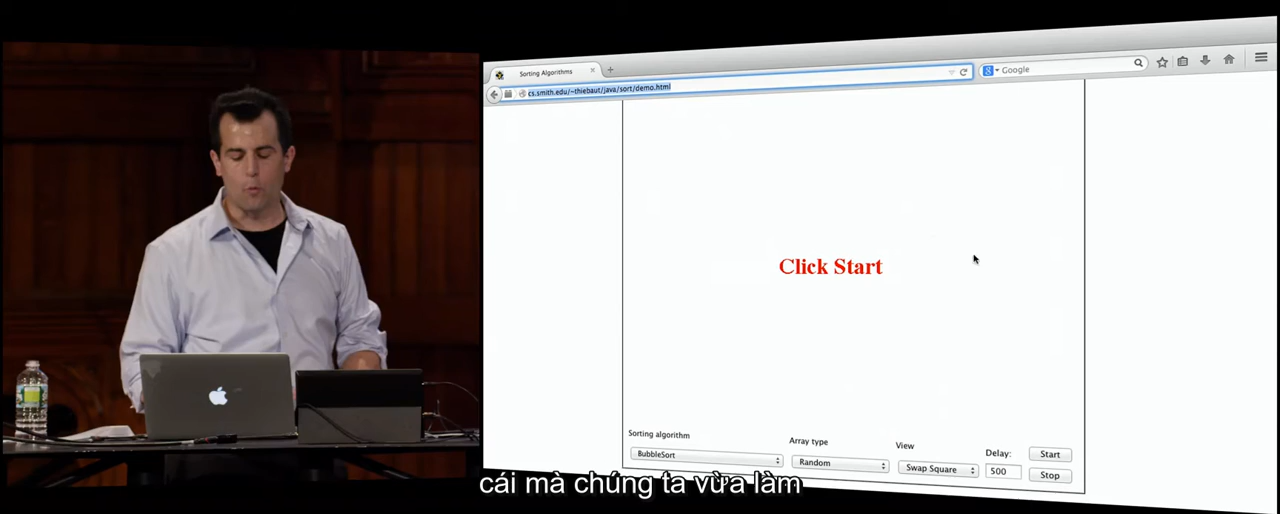 Sorting Algorithms
cs.smith.edu/~thiebaut/java/sort/demo.html
Google
Click Start
Sorting algorithm
BubbleSort
Array type
Random
View
Swap Square
Delay:
500
Start
Stop
cái mà chúng ta vừa làm